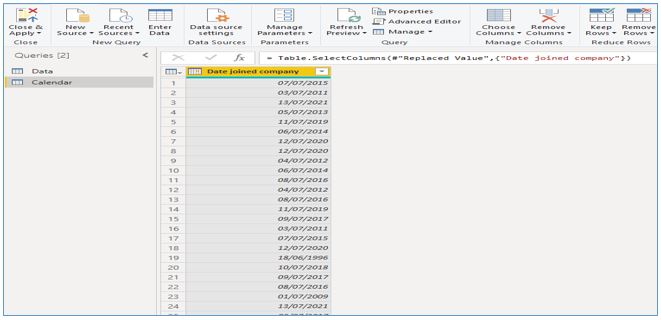 Close & Apply
New Source
Recent Sources
Enter Data
Data source settings
Manage Parameters
Refresh Preview
Properties
Advanced Editor
Manage
Choose Columns
Remove Columns
Keep Rows
Remove Rows
Close
New Query
Data Sources
Parameters
Query
Manage Columns
Reduce Rows
Queries [2]
Data
Calendar
fx = Table.SelectColumns(#"Replaced Value",{"Date joined company"})
Date joined company
1 07/07/2015
2 03/07/2011
3 13/07/2021
4 05/07/2013
5 11/07/2019
6 06/07/2014
7 12/07/2020
8 12/07/2020
9 04/07/2012
10 06/07/2014
11 08/07/2016
12 04/07/2012
13 08/07/2016
14 11/07/2019
15 09/07/2017
16 03/07/2011
17 07/07/2015
18 12/07/2020
19 18/06/1996
20 10/07/2018
21 09/07/2017
22 08/07/2016
23 01/07/2009
24 13/07/2021